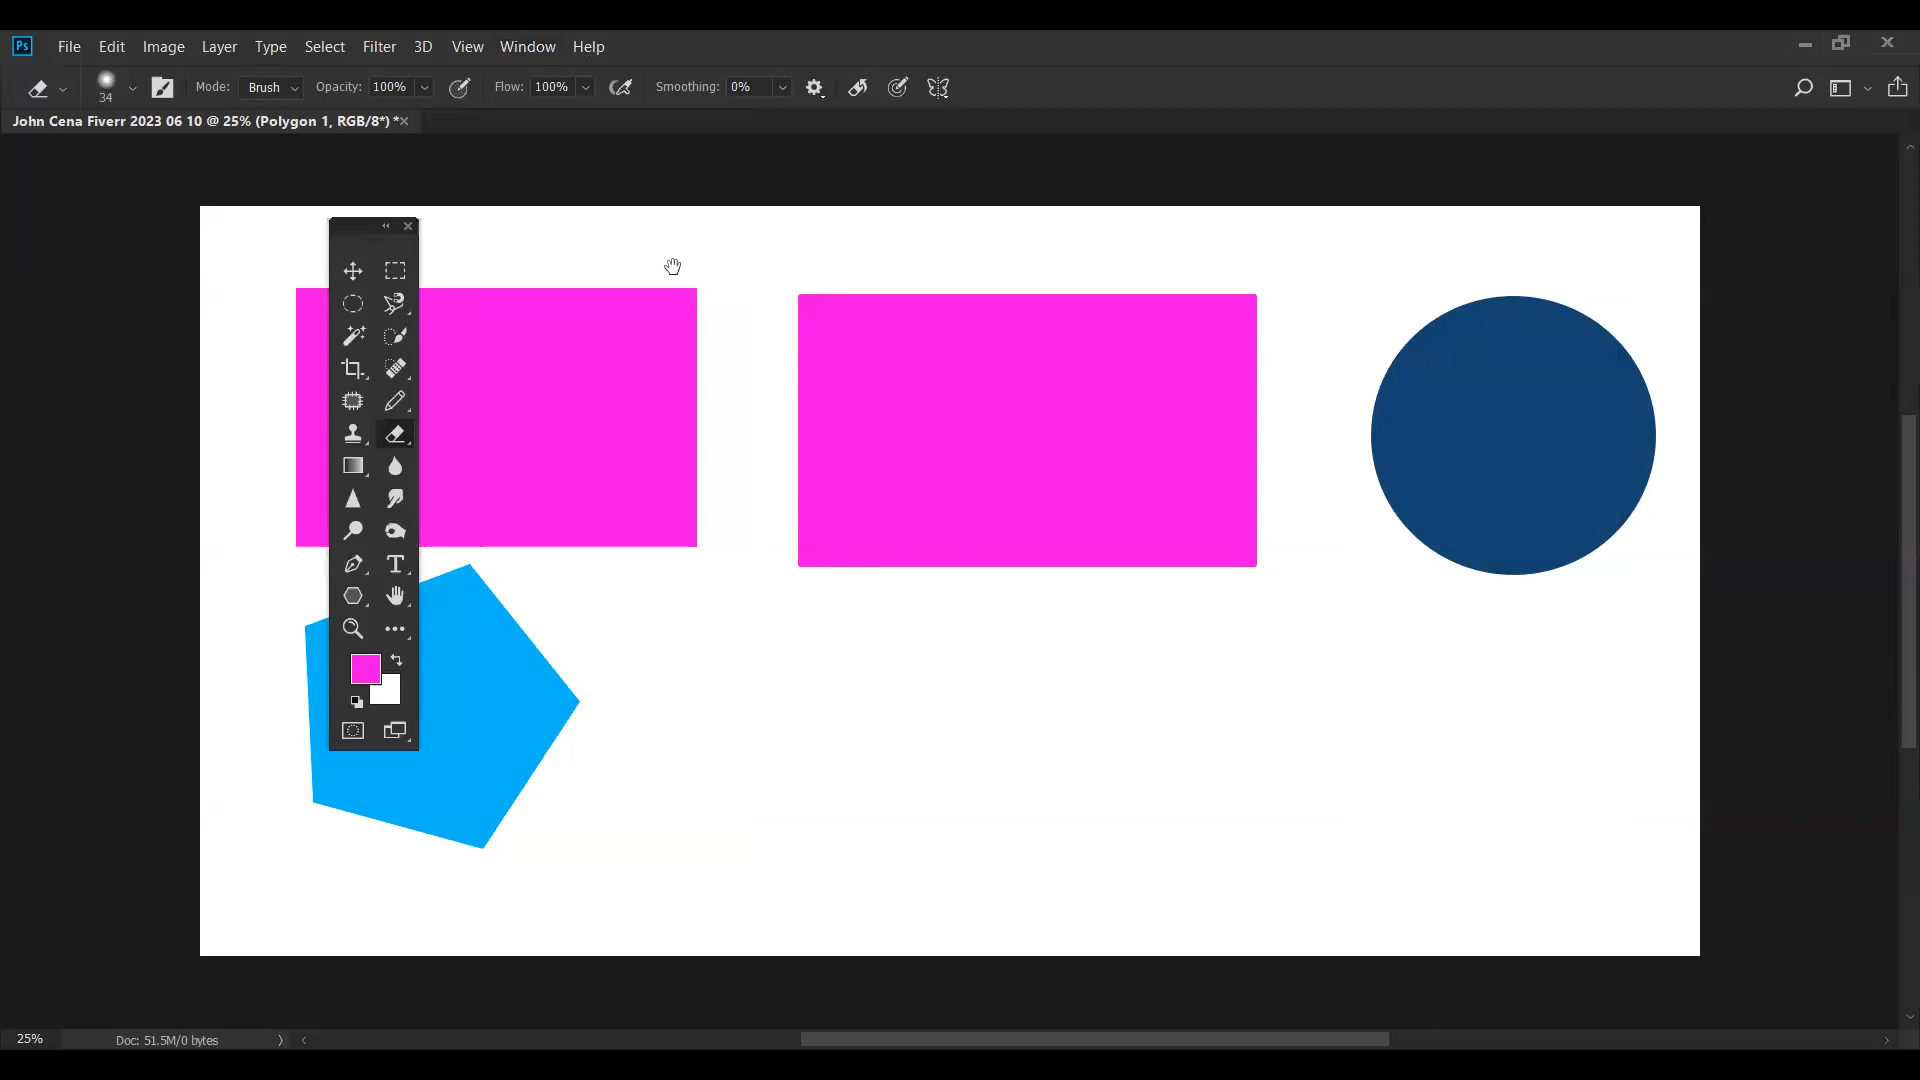 Ps File Edit Image Layer Type Select Filter 3D View Window Help
34 Mode: Brush Opacity: 100% Flow: 100% Smoothing: 0%
John Cena Fiverr 2023 06 10 @ 25% (Polygon 1, RGB/8*) *
T
25% Doc: 51.5M/0 bytes